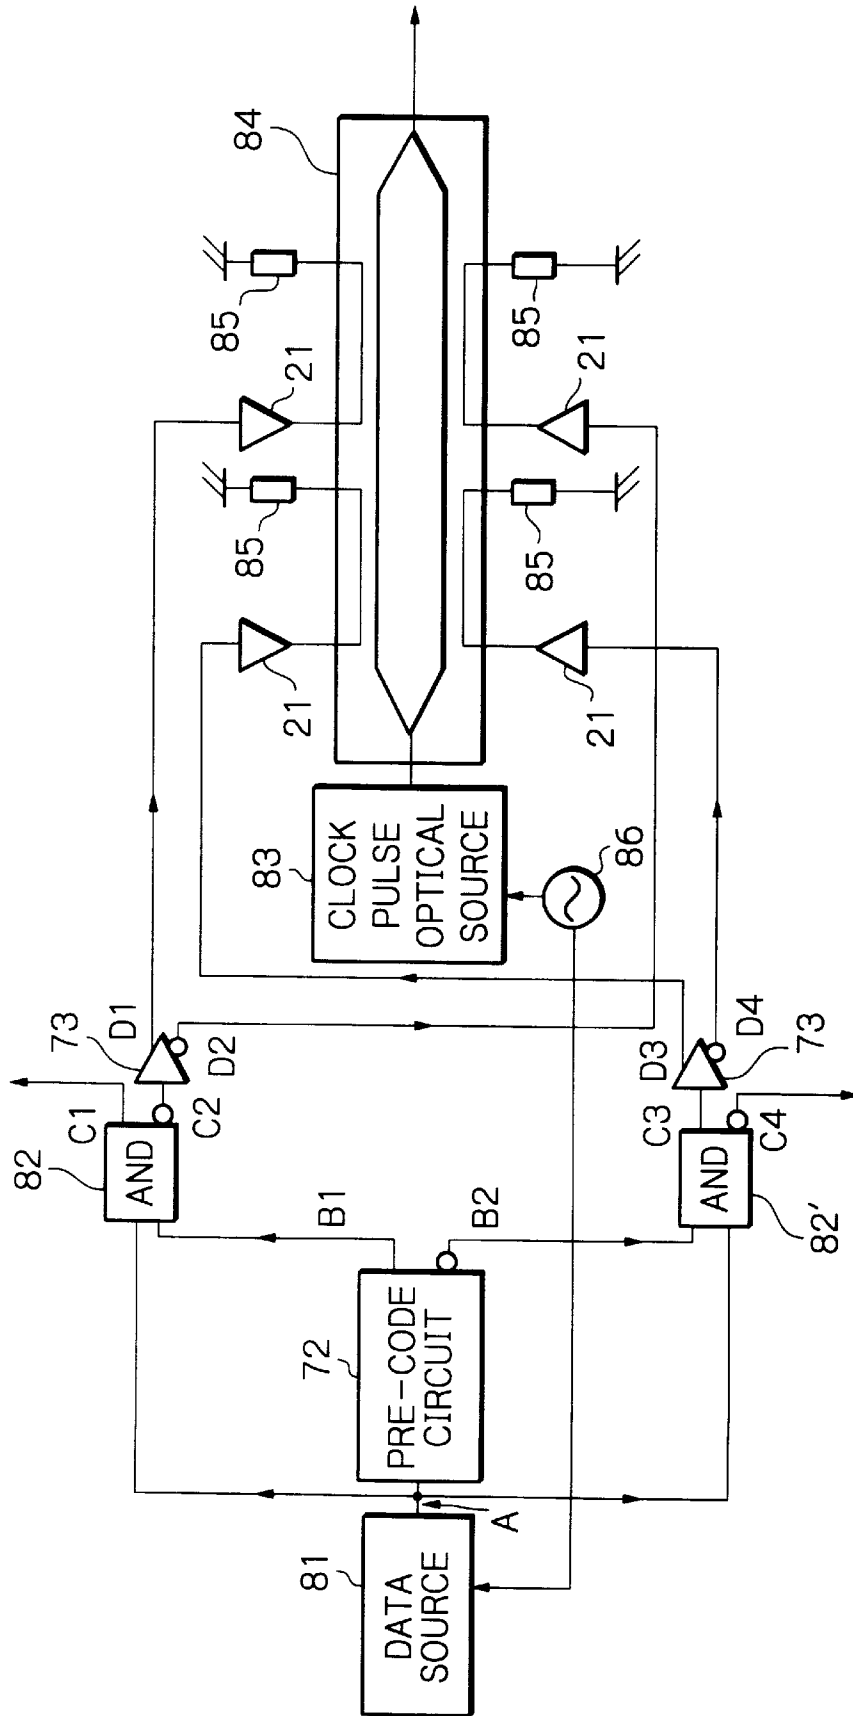 84
85
85
21
21
85
85
21
21
83
CLOCK
PULSE
OPTICAL
SOURCE
86
73
D1
D2
C1
C2
82
AND
D3
D4
73
C3
C4
AND
82'
B1
B2
72
PRE-CODE
CIRCUIT
A
81
DATA
SOURCE